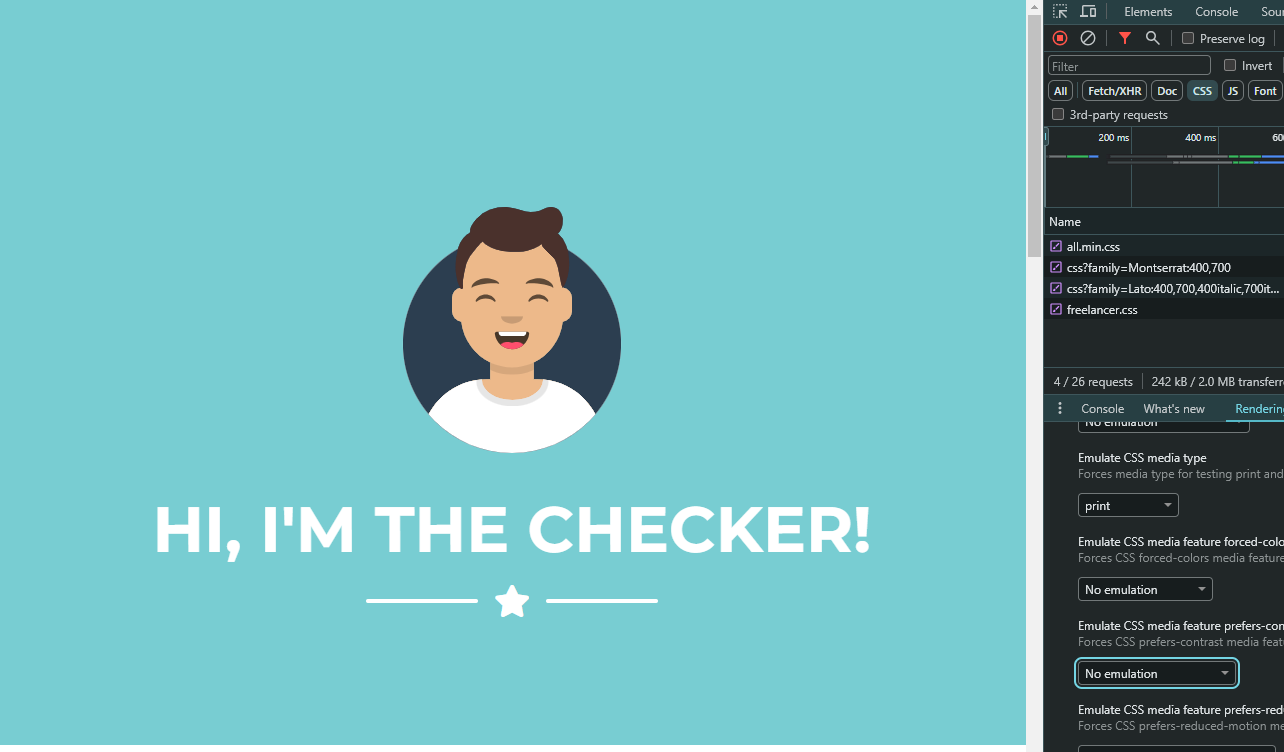 HI, I'M THE CHECKER!
Elements Console
Preserve log
Filter Invert
All Fetch/XHR Doc CSS JS Font
3rd-party requests
200 ms 400 ms
Name
all.min.css
css?family=Montserrat:400,700
css?family=Lato:400,700,400italic,700it...
freelancer.css
4 / 26 requests 242 kB / 2.0 MB transferre
Console What's new Renderin
No emulation
Emulate CSS media type
Forces media type for testing print and
print
Emulate CSS media feature forced-colo
Forces CSS forced-colors media feature
No emulation
Emulate CSS media feature prefers-con
Forces CSS prefers-contrast media feat
No emulation
Emulate CSS media feature prefers-red
Forces CSS prefers-reduced-motion me